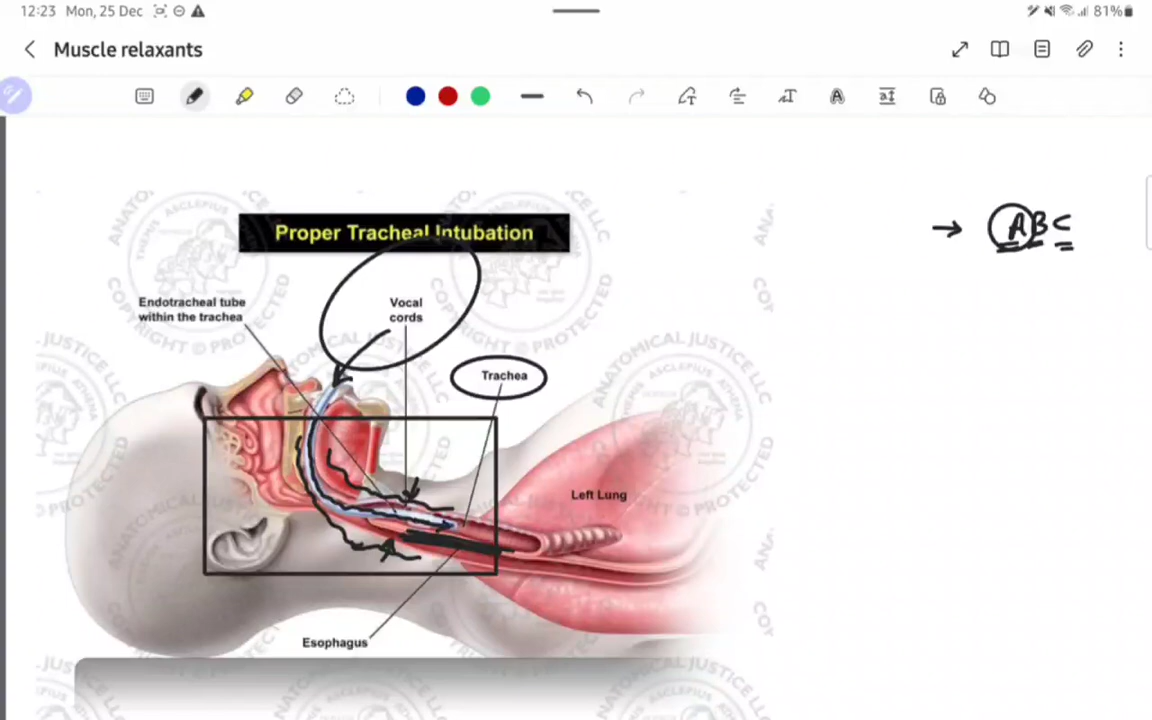 12:23 Mon, 25 Dec
81%
Muscle relaxants
→ ABC
Proper Tracheal Intubation
Endotracheal tube
within the trachea
Vocal
cords
Trachea
Left Lung
Esophagus